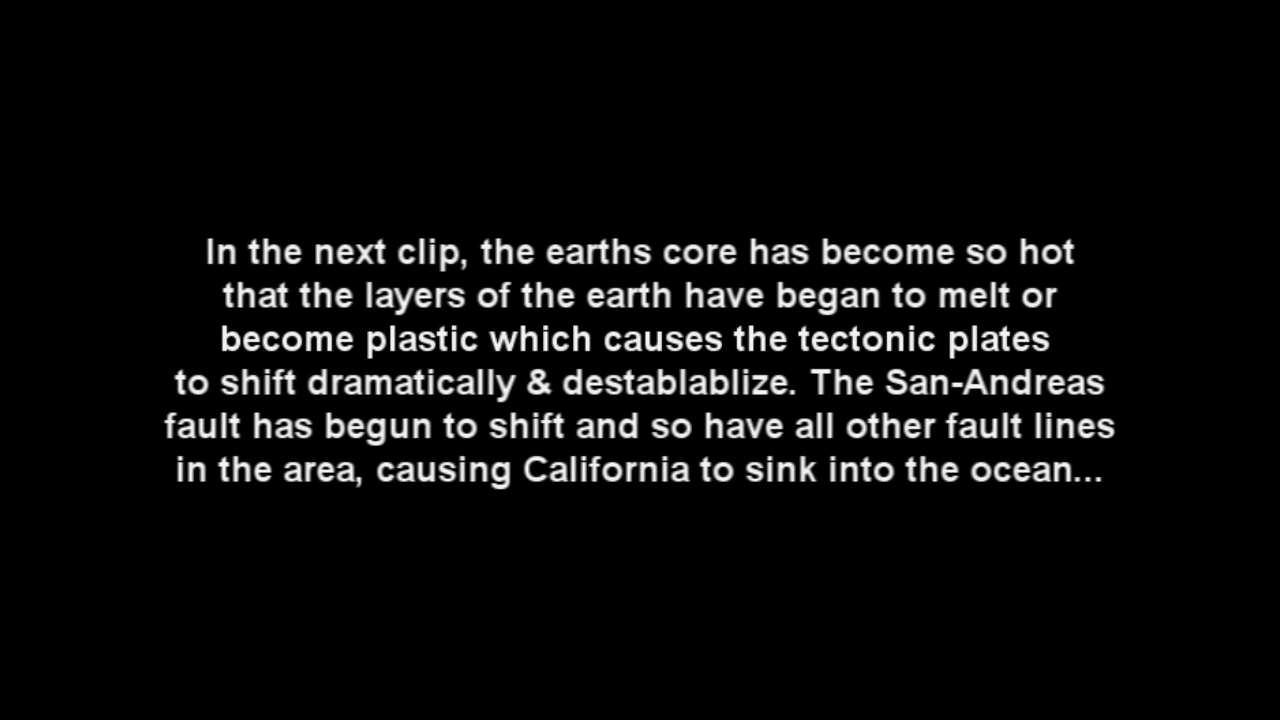 In the next clip, the earths core has become so hot
that the layers of the earth have began to melt or
become plastic which causes the tectonic plates
to shift dramatically & destablablize. The San-Andreas
fault has begun to shift and so have all other fault lines
in the area, causing California to sink into the ocean...